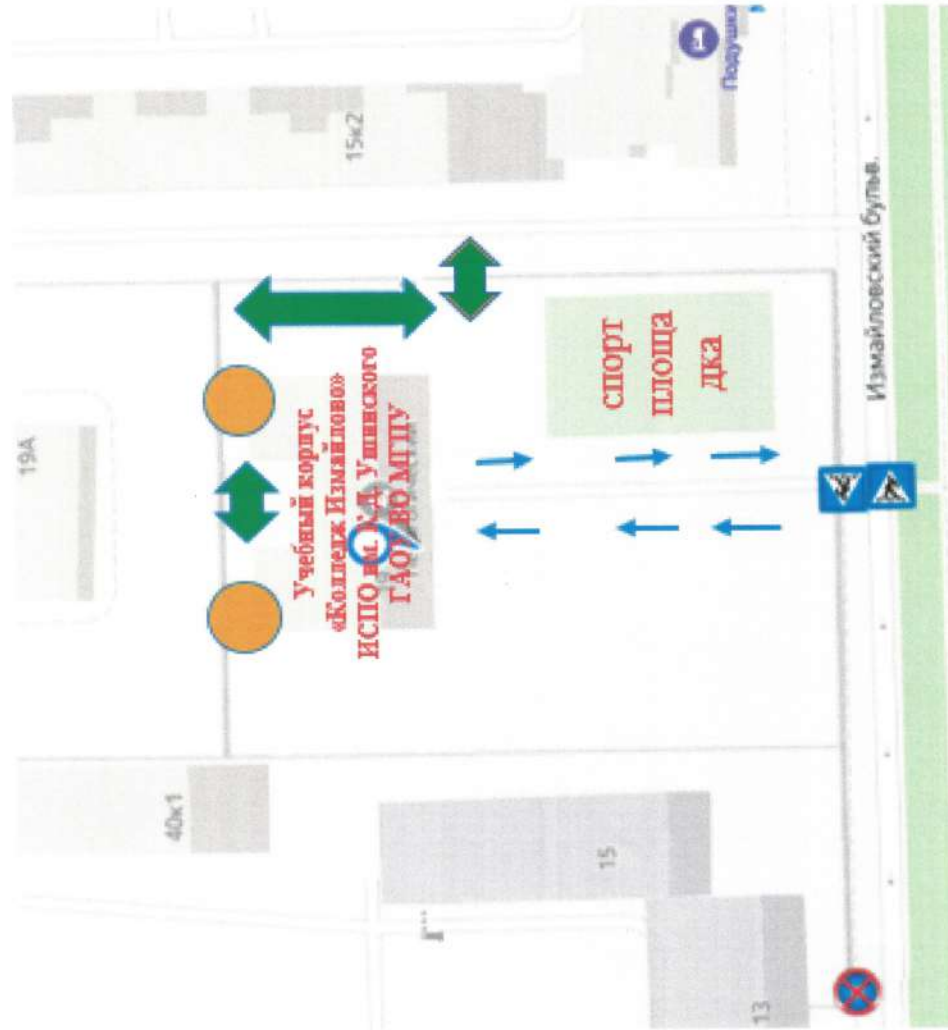 Подушки
15к2
Измайловский бульв.
19А
Учебный корпус
«Колледж Измайлово»
ИСПО им. К.Д. Ушинского
ГАОУ ВО МГПУ
спорт
площа
дка
40к1
15
13